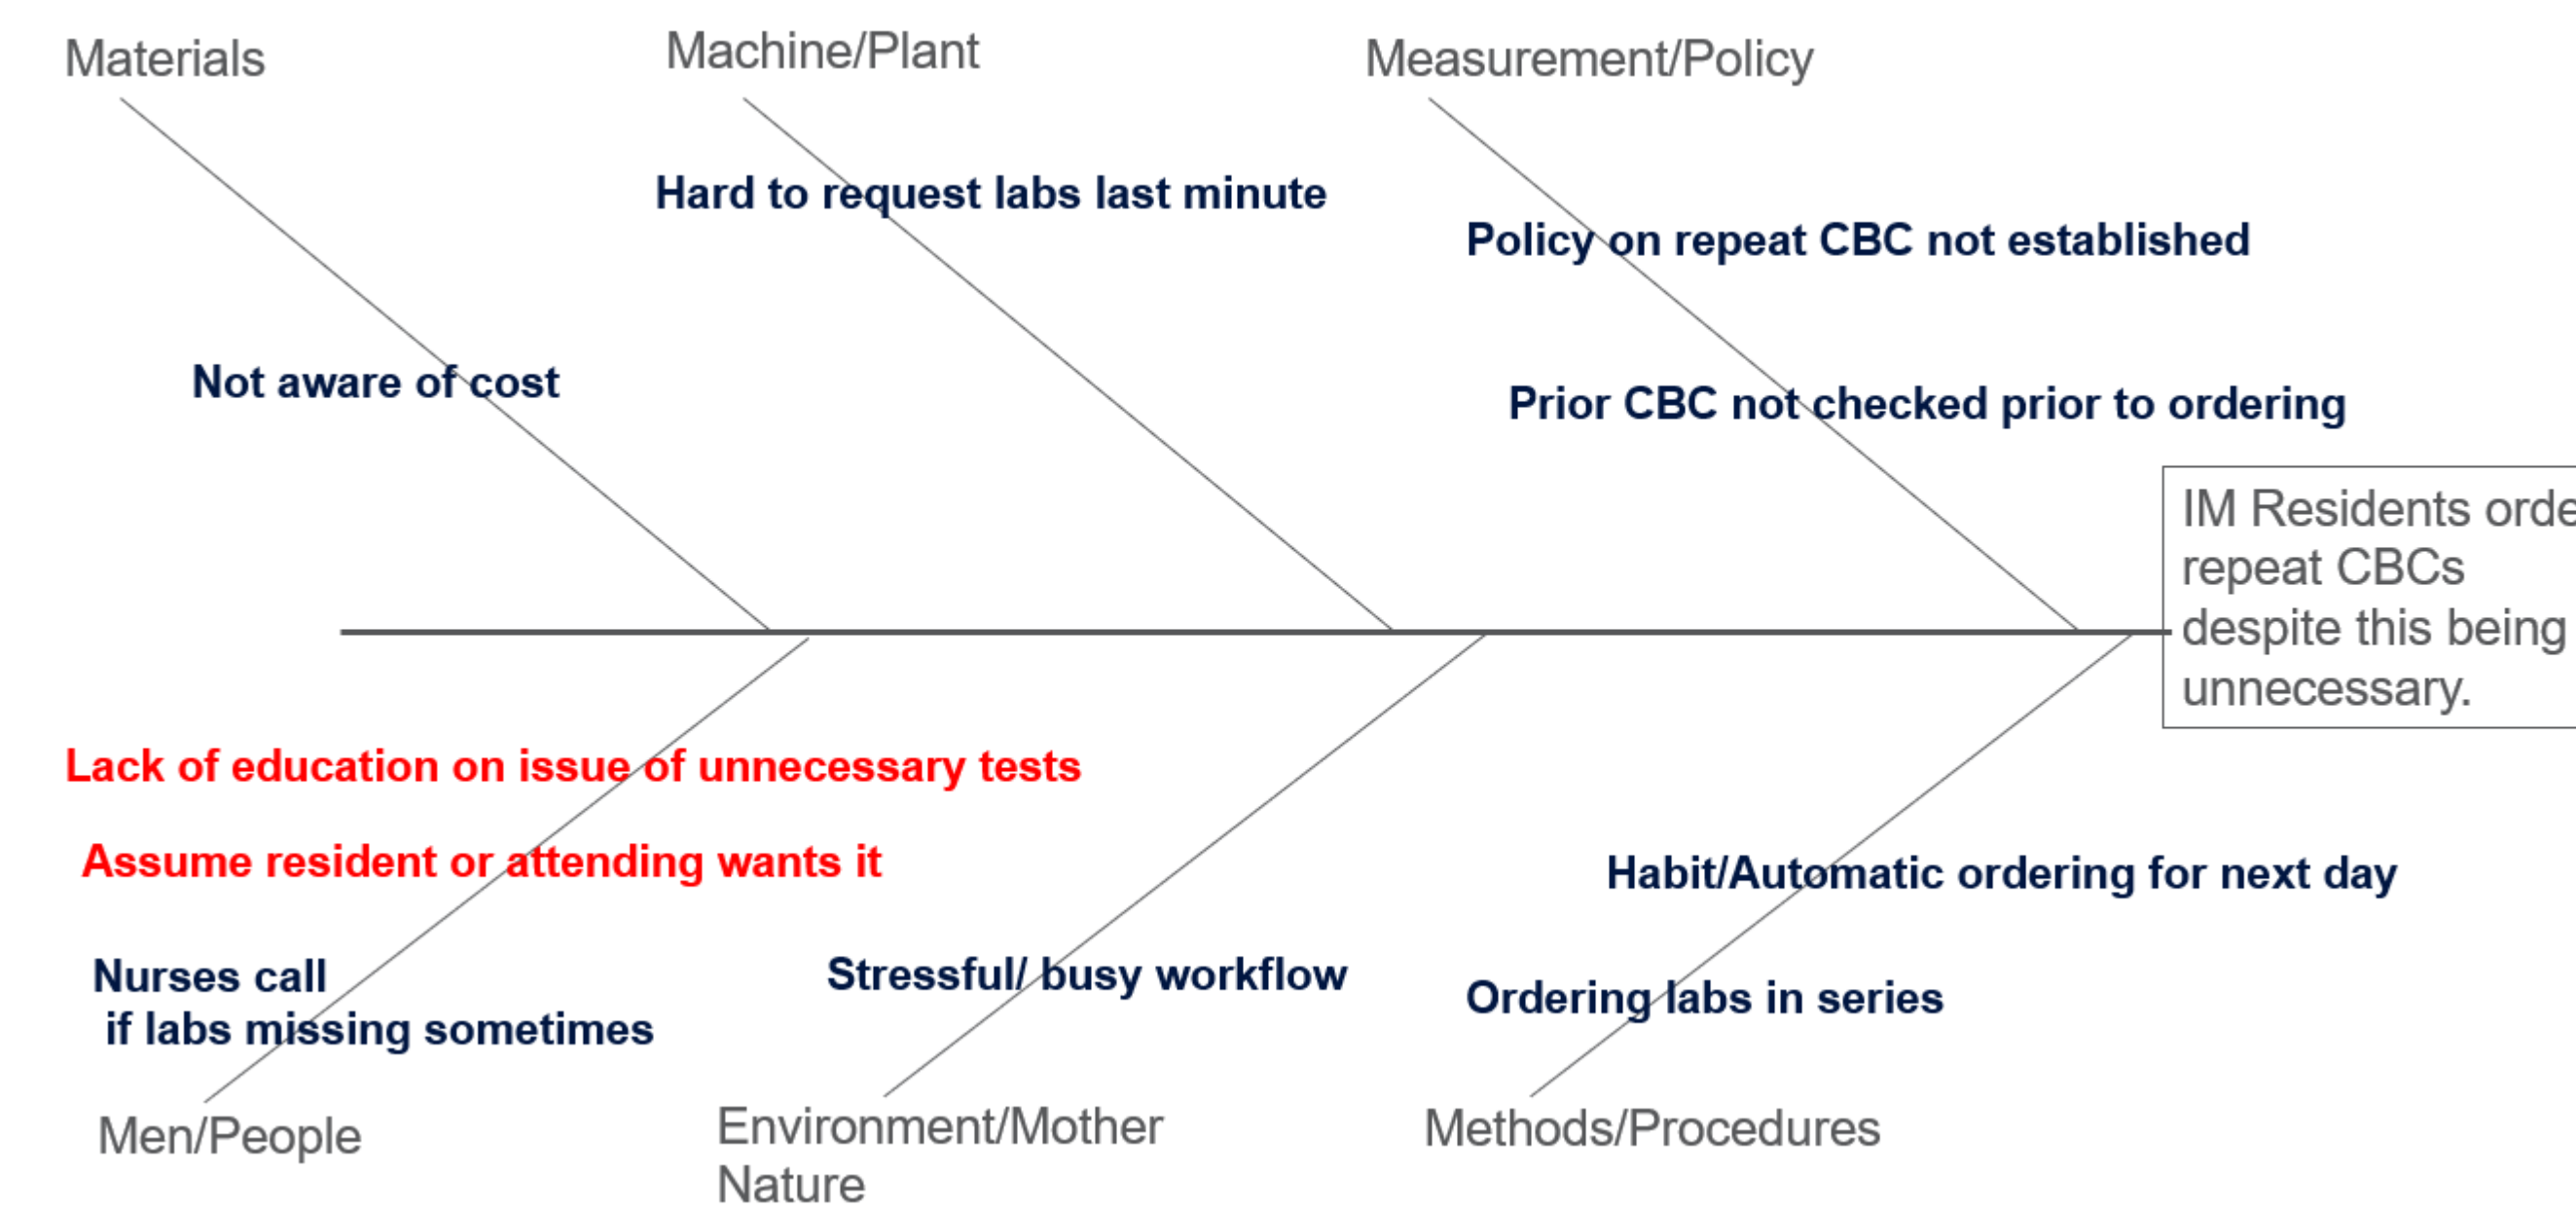 Materials
Machine/Plant
Measurement/Policy
Hard to request labs last minute
Policy on repeat CBC not established
Not aware of cost
Prior CBC not checked prior to ordering
IM Residents orde
repeat CBCs
despite this being
unnecessary.
Lack of education on issue of unnecessary tests
Assume resident or attending wants it
Habit/Automatic ordering for next day
Nurses call
if labs missing sometimes
Stressful/ busy workflow
Ordering labs in series
Men/People
Environment/Mother
Nature
Methods/Procedures